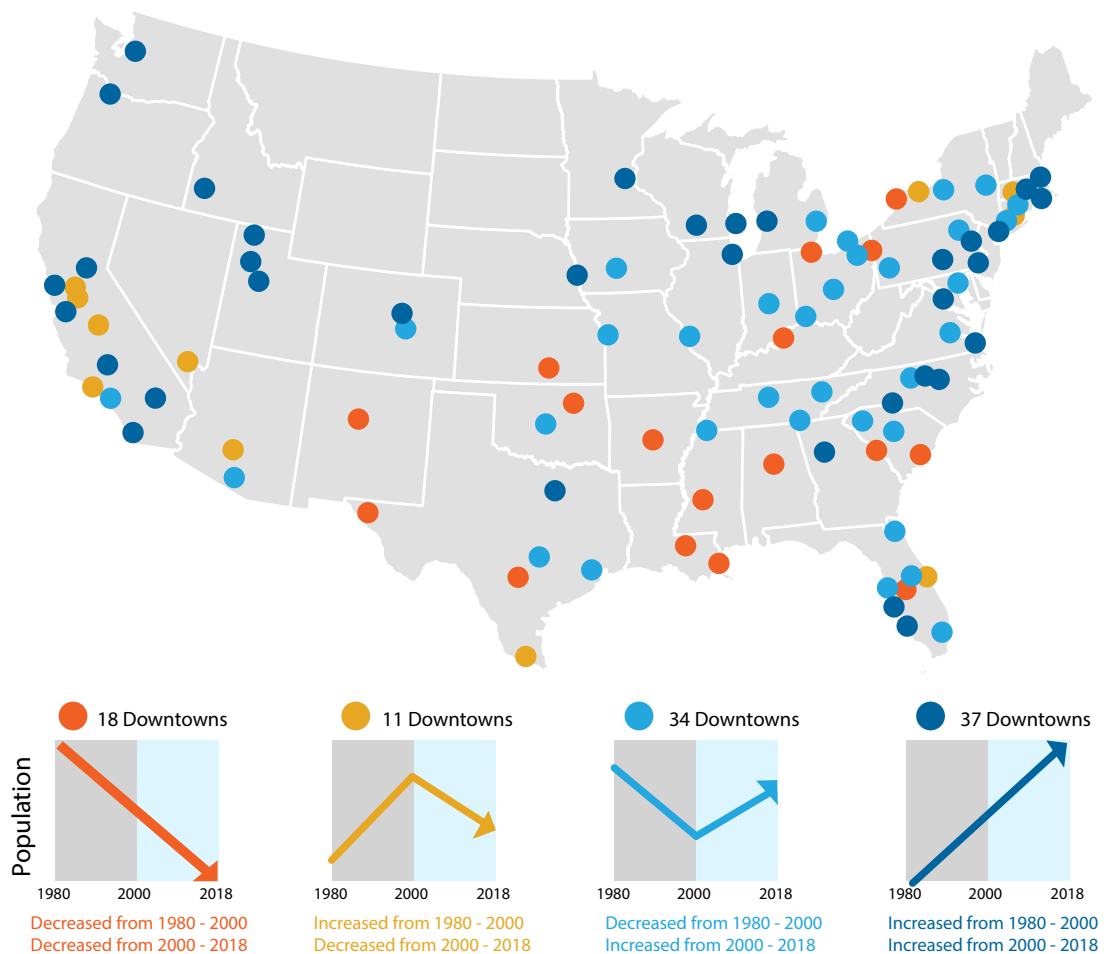 18 Downtowns
11 Downtowns
34 Downtowns
37 Downtowns
Population
1980 2000 2018
1980 2000 2018
1980 2000 2018
1980 2000 2018
Decreased from 1980 - 2000
Decreased from 2000 - 2018
Increased from 1980 - 2000
Decreased from 2000 - 2018
Decreased from 1980 - 2000
Increased from 2000 - 2018
Increased from 1980 - 2000
Increased from 2000 - 2018